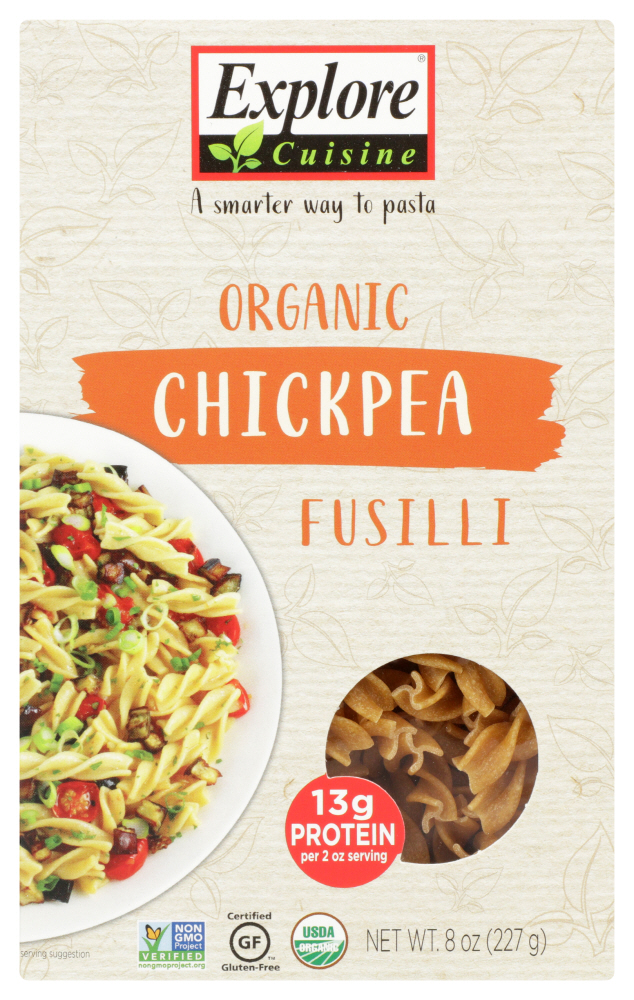 Explore®
Cuisine
A smarter way to pasta
ORGANIC
CHICKPEA
FUSILLI
13g
PROTEIN
per 2 oz serving
serving suggestion
NON
GMO
Project
VERIFIED
nongmoproject.org
Certified
GF
™
Gluten-Free
USDA
ORGANIC
NET WT. 8 oz (227 g)